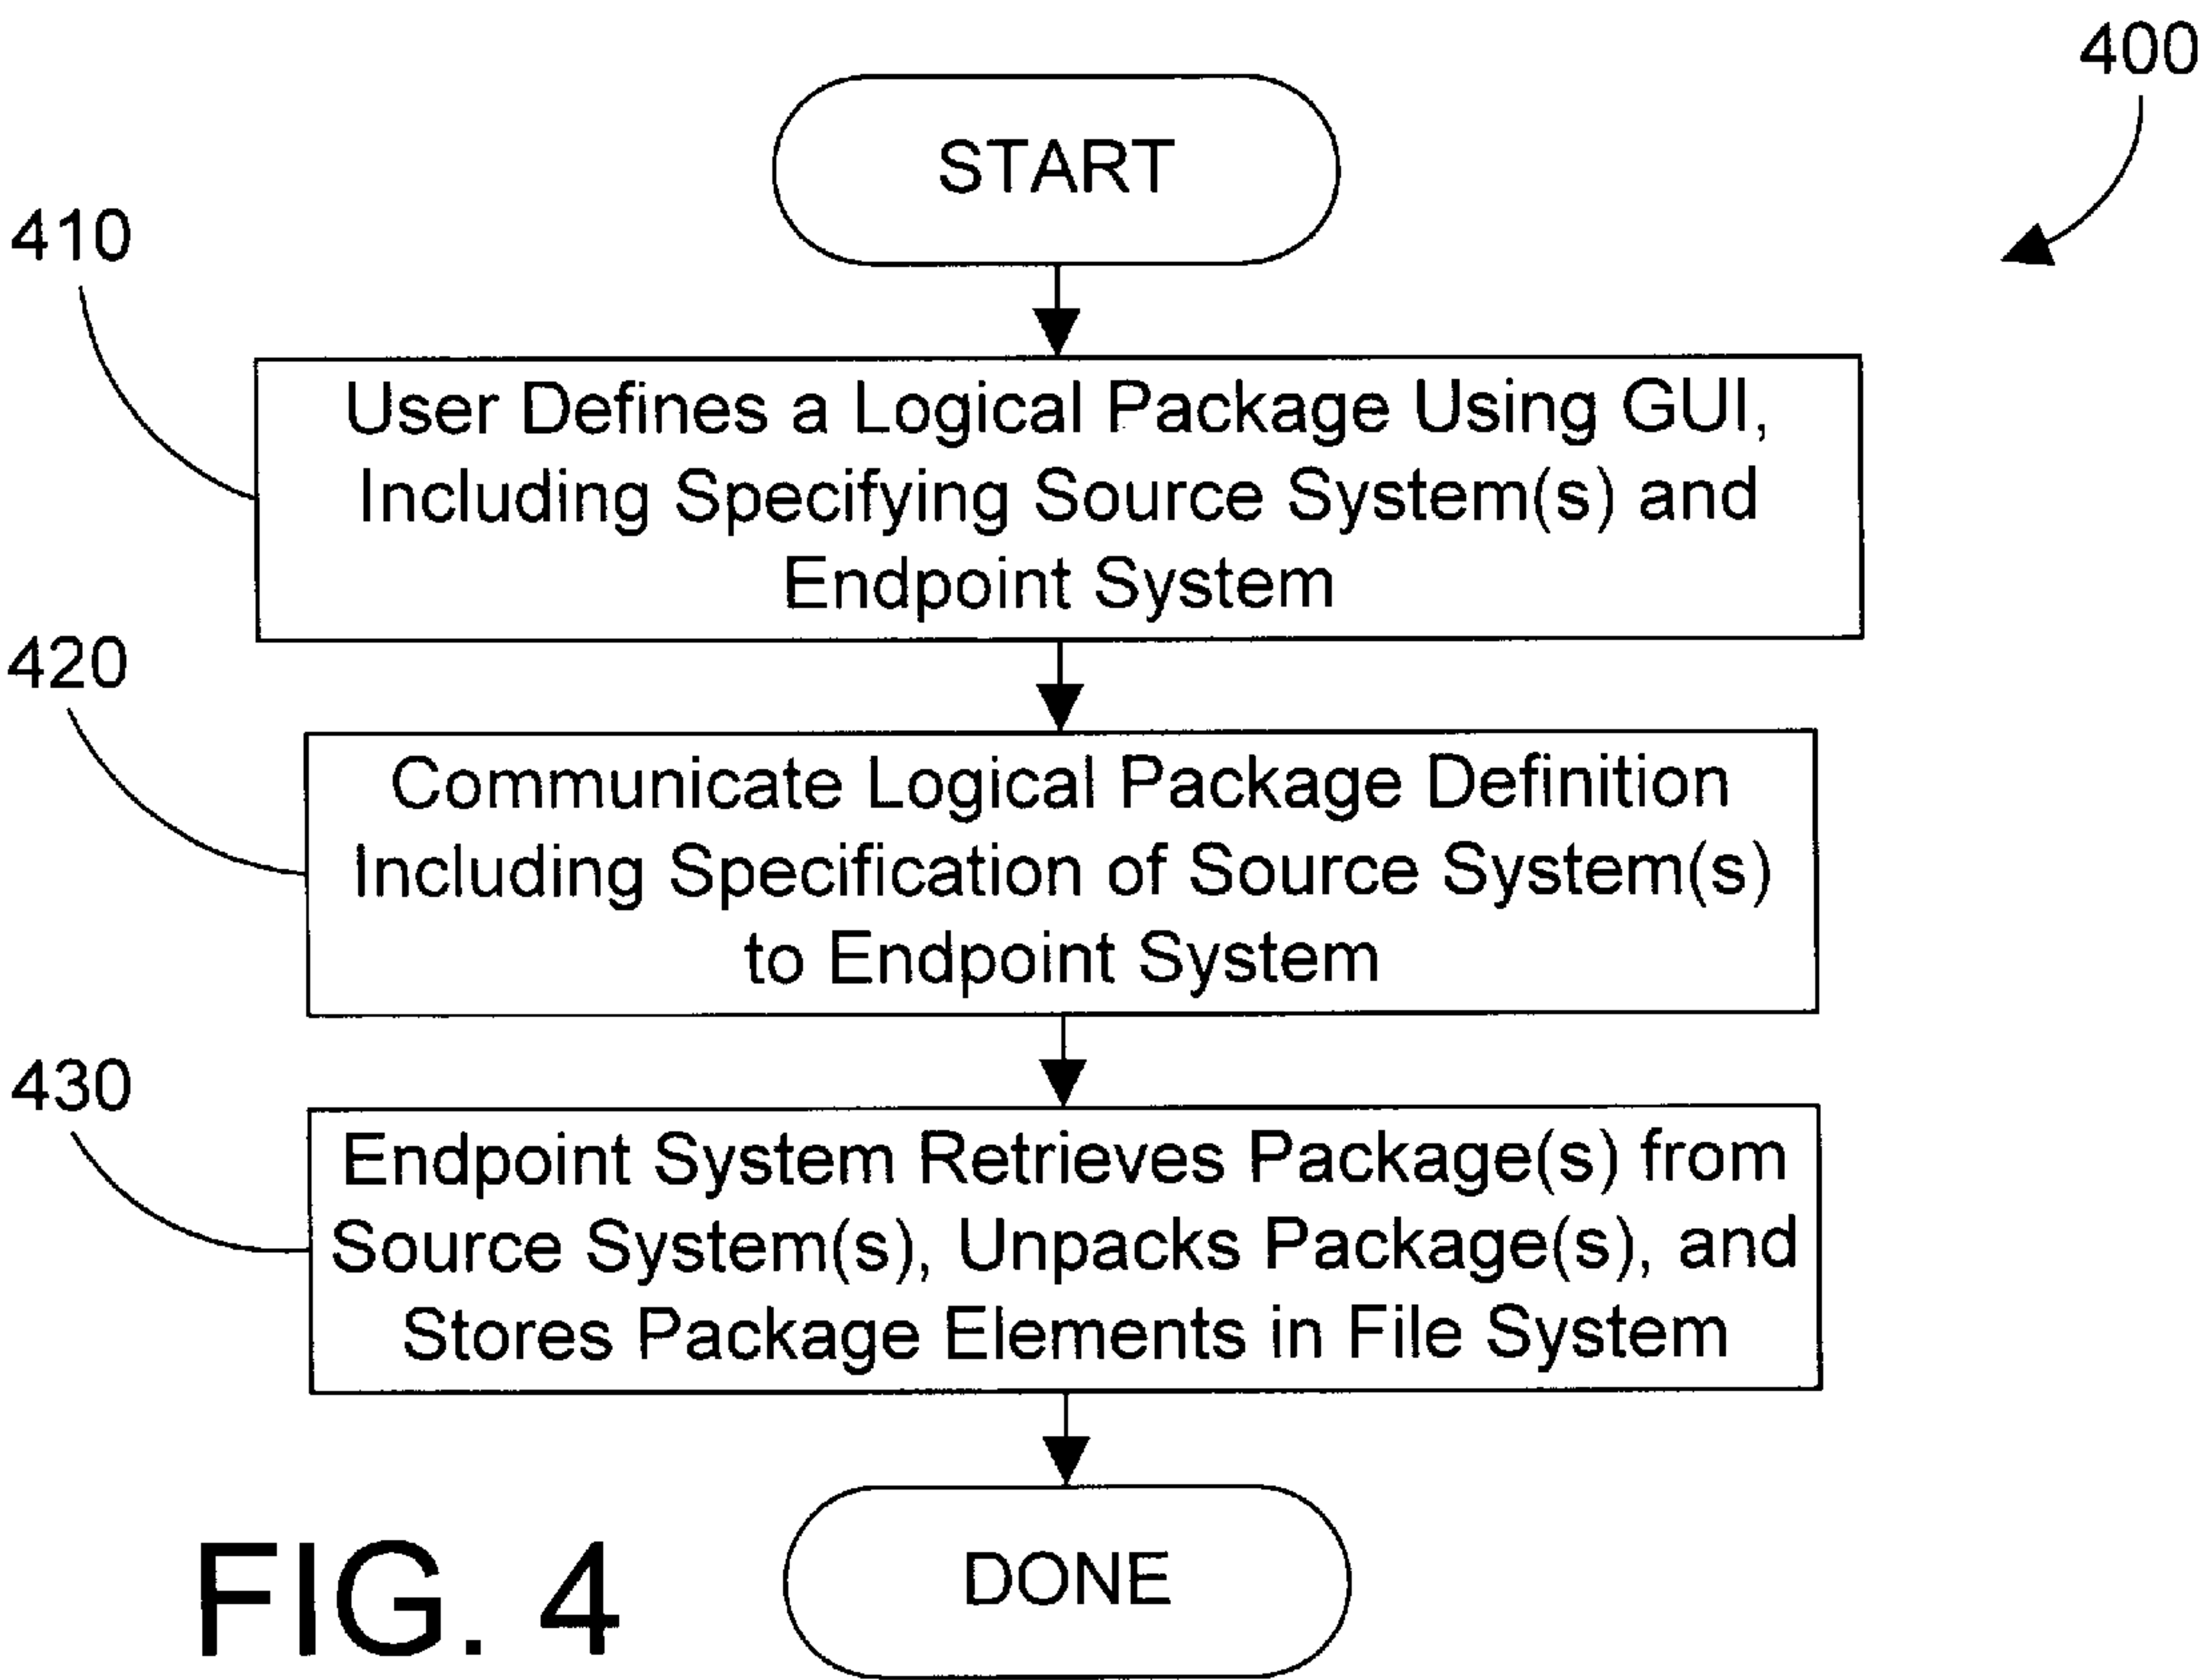 400
START
410
User Defines a Logical Package Using GUI,
Including Specifying Source System(s) and
Endpoint System
420
Communicate Logical Package Definition
Including Specification of Source System(s)
to Endpoint System
430
Endpoint System Retrieves Package(s) from
Source System(s), Unpacks Package(s), and
Stores Package Elements in File System
DONE
FIG. 4